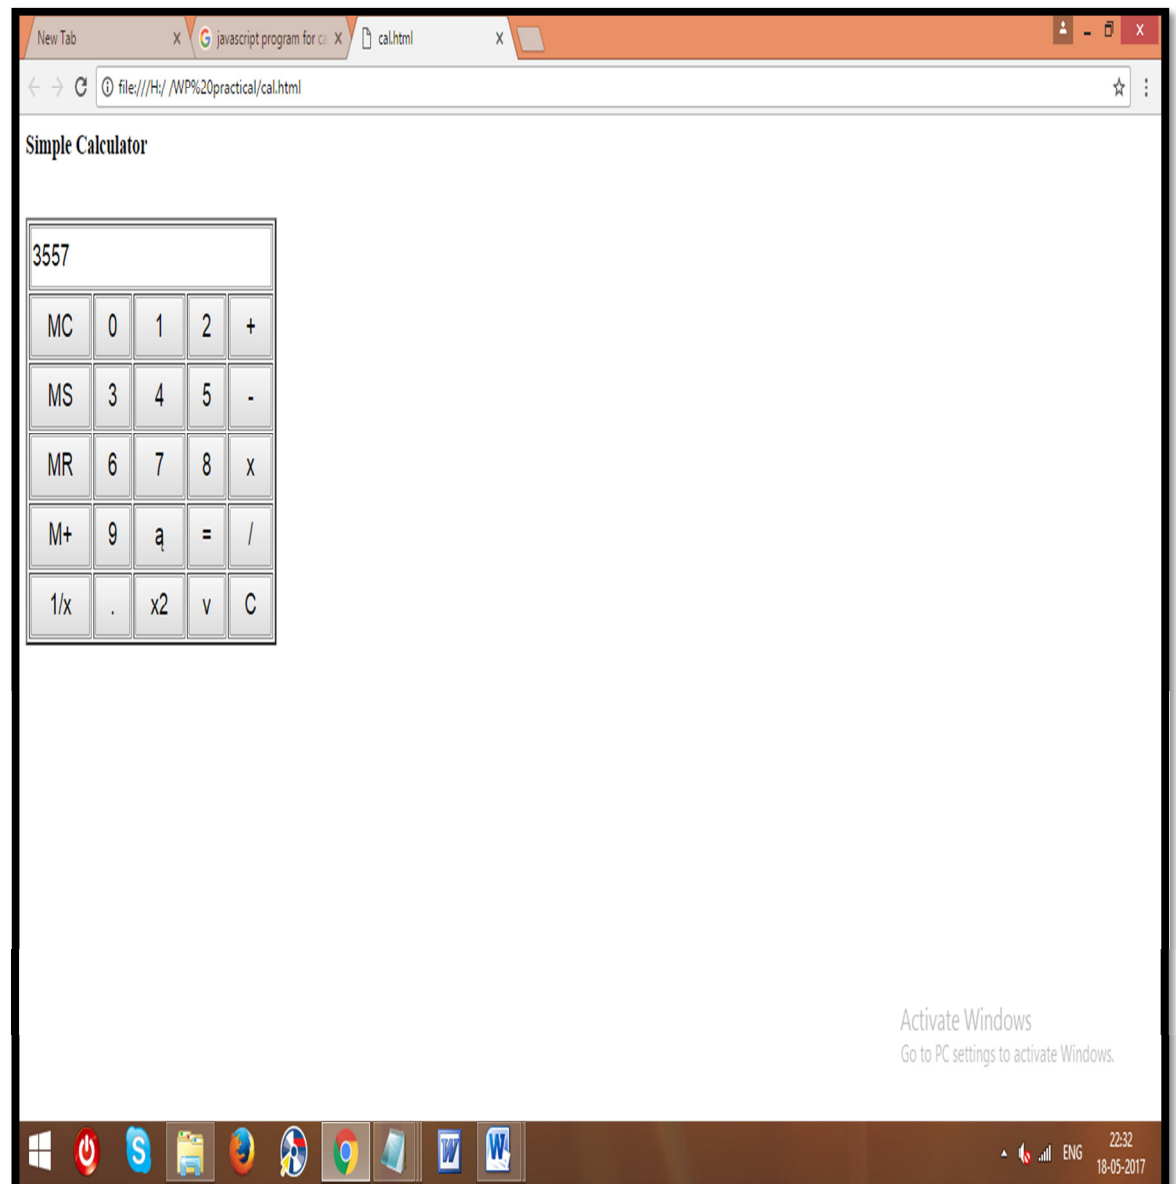 New Tab x javascript program for ca x cal.html x
file:///H:/ /WP%20practical/cal.html
Simple Calculator
3557
MC 0 1 2 +
MS 3 4 5 -
MR 6 7 8 x
M+ 9 ą = /
1/x . x2 v C
Activate Windows
Go to PC settings to activate Windows.
ENG 22:32
18-05-2017